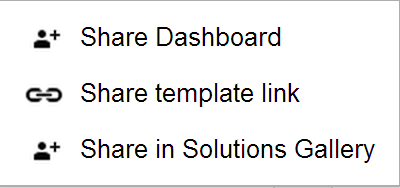 Share Dashboard
Share template link
Share in Solutions Gallery